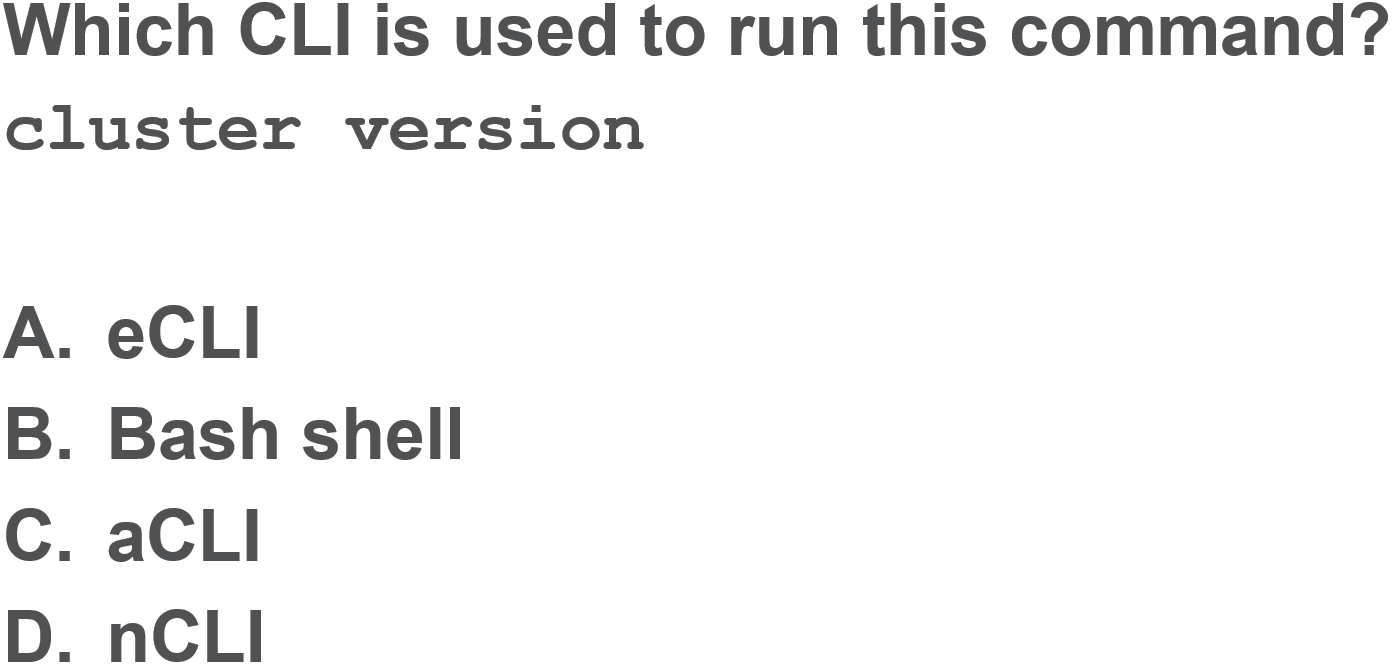 Which CLI is used to run this command?
cluster version
A. eCLI
B. Bash shell
C. aCLI
D. nCLI